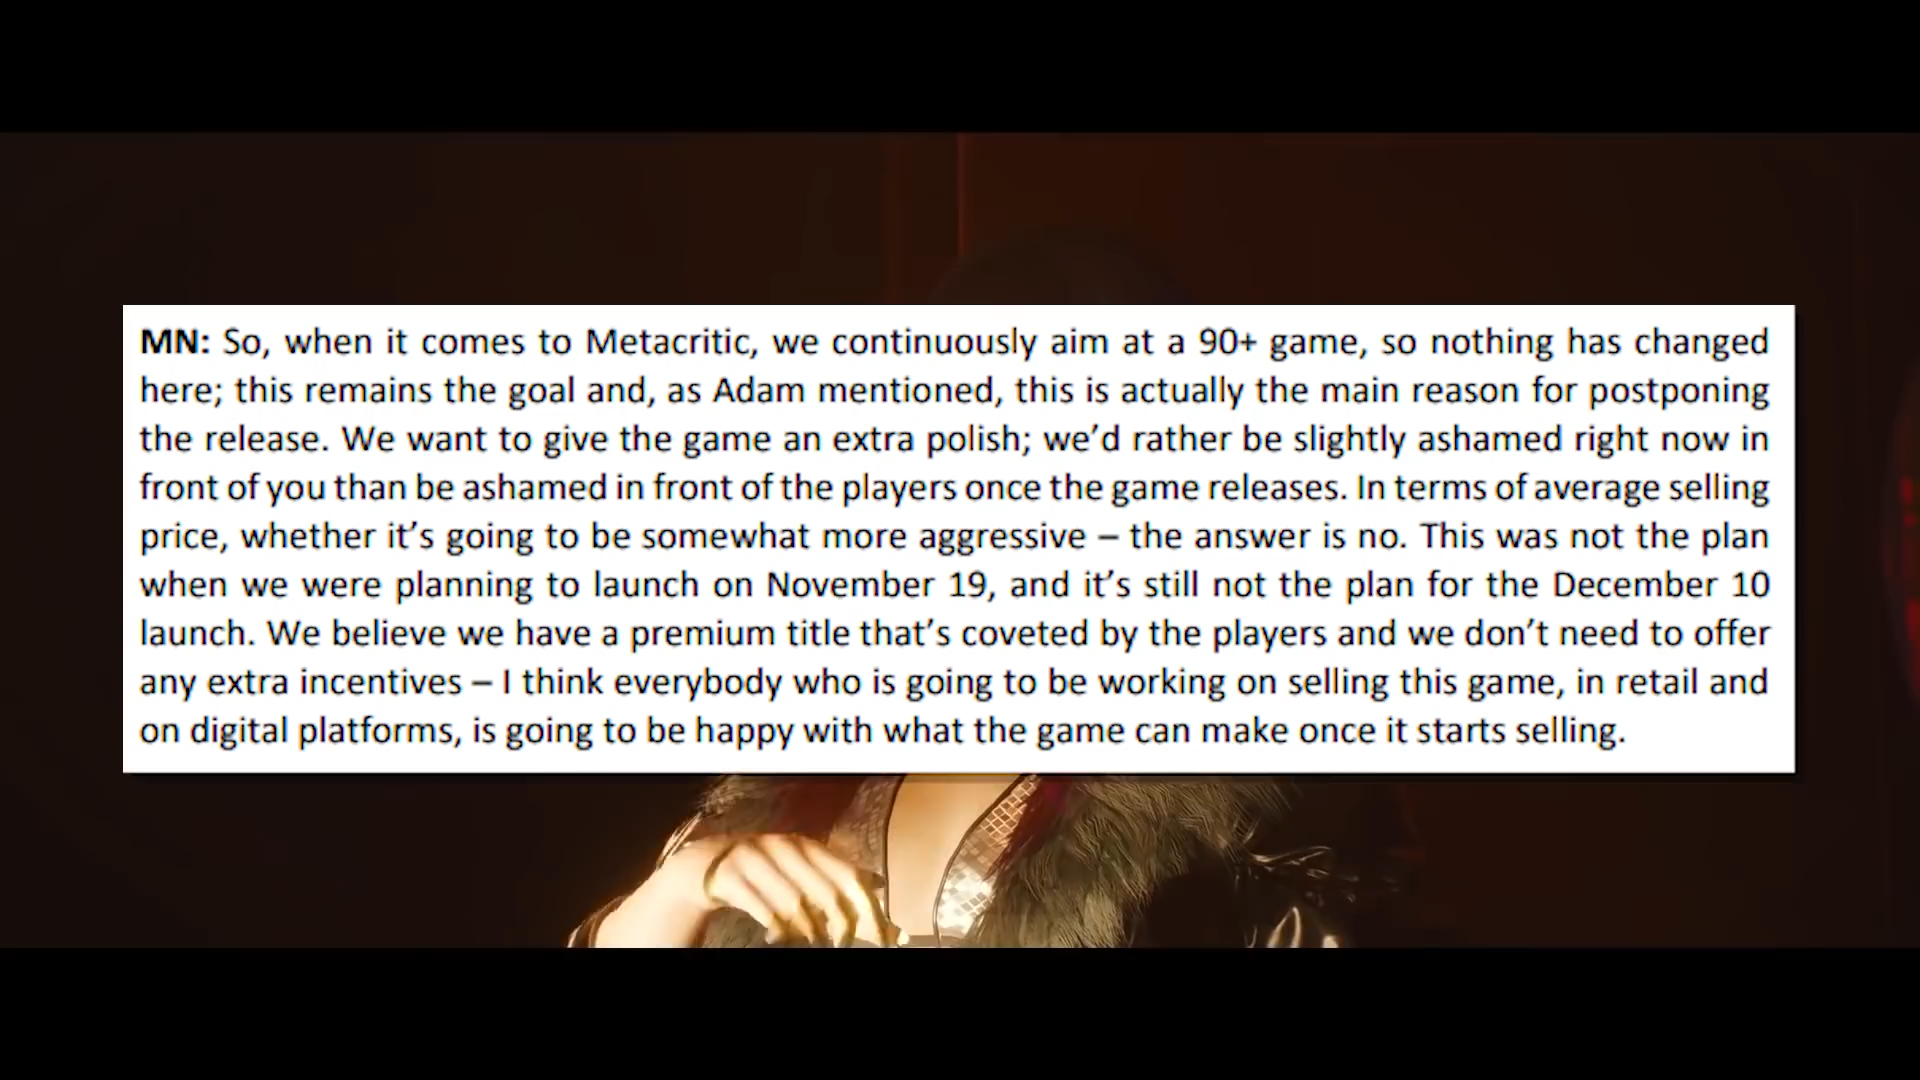 MN: So, when it comes to Metacritic, we continuously aim at a 90+ game, so nothing has changed
here; this remains the goal and, as Adam mentioned, this is actually the main reason for postponing
the release. We want to give the game an extra polish; we’d rather be slightly ashamed right now in
front of you than be ashamed in front of the players once the game releases. In terms of average selling
price, whether it’s going to be somewhat more aggressive – the answer is no. This was not the plan
when we were planning to launch on November 19, and it’s still not the plan for the December 10
launch. We believe we have a premium title that’s coveted by the players and we don’t need to offer
any extra incentives – I think everybody who is going to be working on selling this game, in retail and
on digital platforms, is going to be happy with what the game can make once it starts selling.